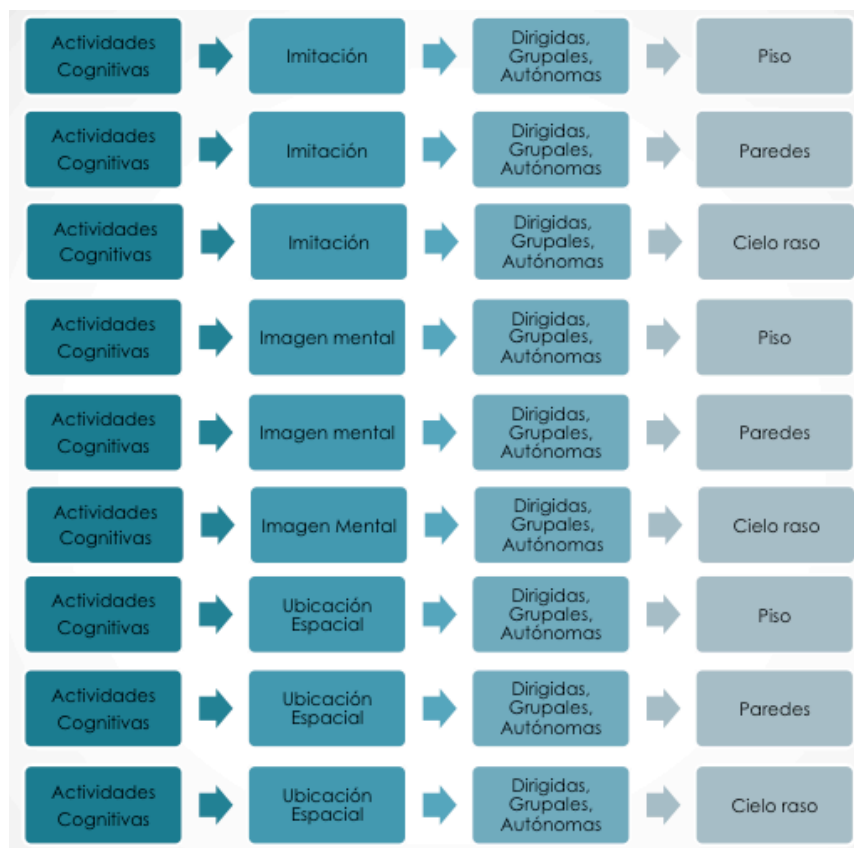 Actividades
Cognitivas
Imitación
Dirigidas,
Grupales,
Autónomas
Piso
Actividades
Cognitivas
Imitación
Dirigidas,
Grupales,
Autónomas
Paredes
Actividades
Cognitivas
Imitación
Dirigidas,
Grupales,
Autónomas
Cielo raso
Actividades
Cognitivas
Imagen mental
Dirigidas,
Grupales,
Autónomas
Piso
Actividades
Cognitivas
Imagen mental
Dirigidas,
Grupales,
Autónomas
Paredes
Actividades
Cognitivas
Imagen Mental
Dirigidas,
Grupales,
Autónomas
Cielo raso
Actividades
Cognitivas
Ubicación
Espacial
Dirigidas,
Grupales,
Autónomas
Piso
Actividades
Cognitivas
Ubicación
Espacial
Dirigidas,
Grupales,
Autónomas
Paredes
Actividades
Cognitivas
Ubicación
Espacial
Dirigidas,
Grupales,
Autónomas
Cielo raso